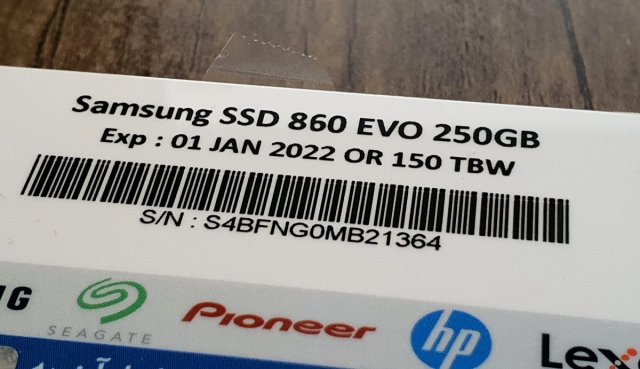 Samsung SSD 860 EVO 250GB
Exp : 01 JAN 2022 OR 150 TBW
S/N : S4BFNG0MB21364
SEAGATE
Pioneer
hp